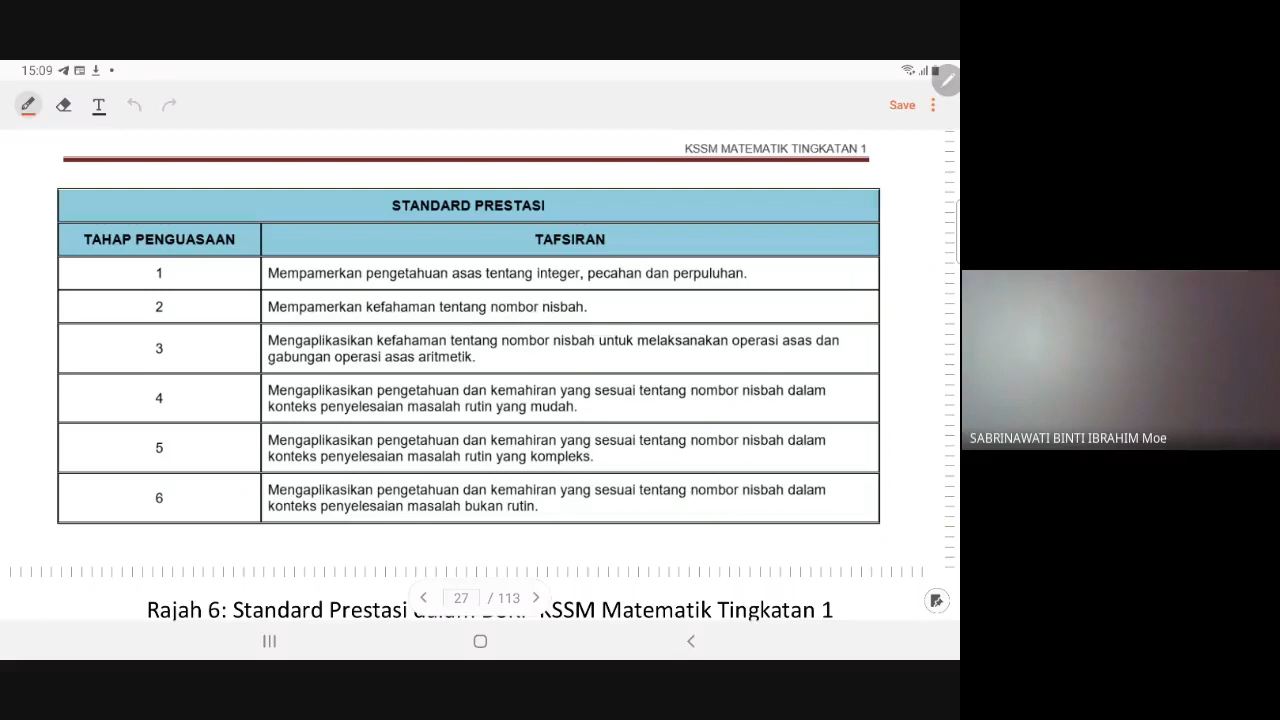 15:09
T
Save
KSSM MATEMATIK TINGKATAN 1
STANDARD PRESTASI
TAHAP PENGUASAAN
TAFSIRAN
1
Mempamerkan pengetahuan asas tentang integer, pecahan dan perpuluhan.
2
Mempamerkan kefahaman tentang nombor nisbah.
3
Mengaplikasikan kefahaman tentang nombor nisbah untuk melaksanakan operasi asas dan
gabungan operasi asas aritmetik.
4
Mengaplikasikan pengetahuan dan kemahiran yang sesuai tentang nombor nisbah dalam
konteks penyelesaian masalah rutin yang mudah.
5
Mengaplikasikan pengetahuan dan kemahiran yang sesuai tentang nombor nisbah dalam
konteks penyelesaian masalah rutin yang kompleks.
6
Mengaplikasikan pengetahuan dan kemahiran yang sesuai tentang nombor nisbah dalam
konteks penyelesaian masalah bukan rutin.
27 / 113
Rajah 6: Standard Prestasi KSSM Matematik Tingkatan 1
SABRINAWATI BINTI IBRAHIM Moe